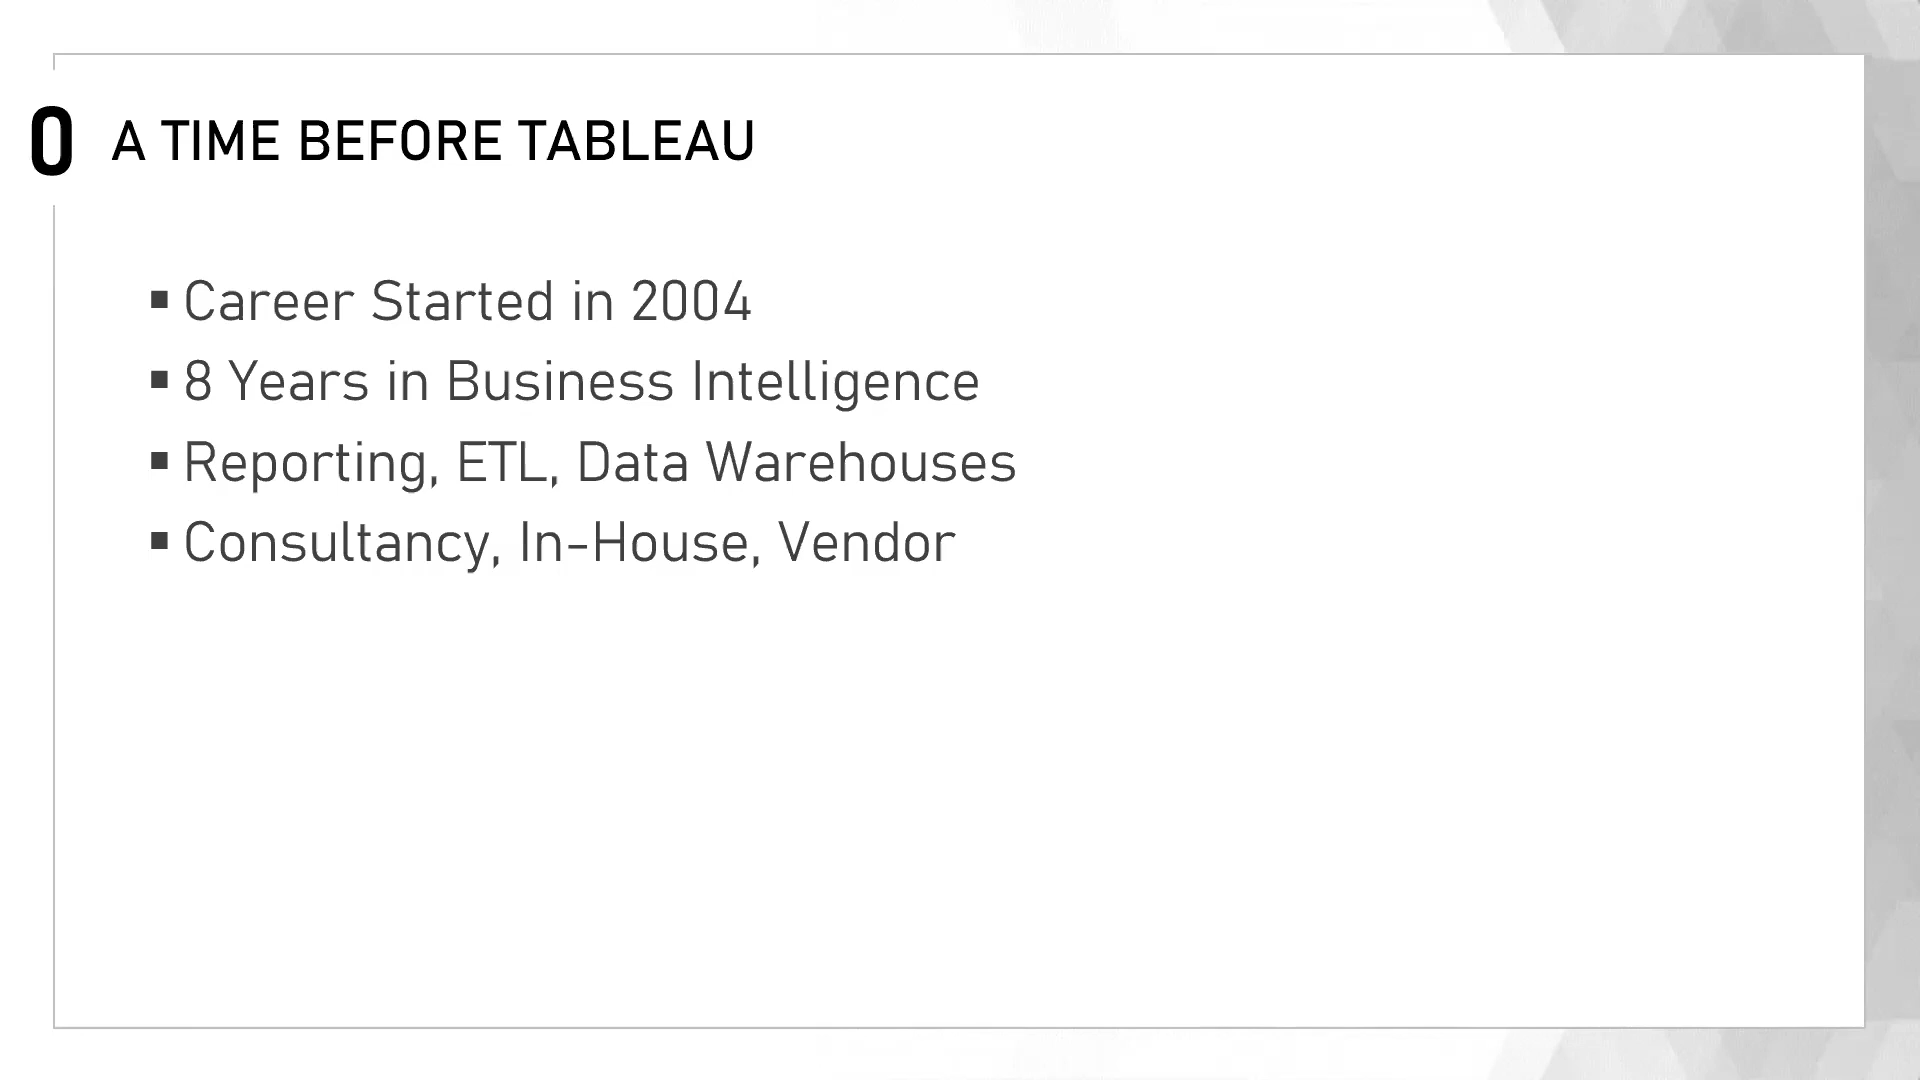 0 A TIME BEFORE TABLEAU
▪ Career Started in 2004
▪ 8 Years in Business Intelligence
▪ Reporting, ETL, Data Warehouses
▪ Consultancy, In-House, Vendor